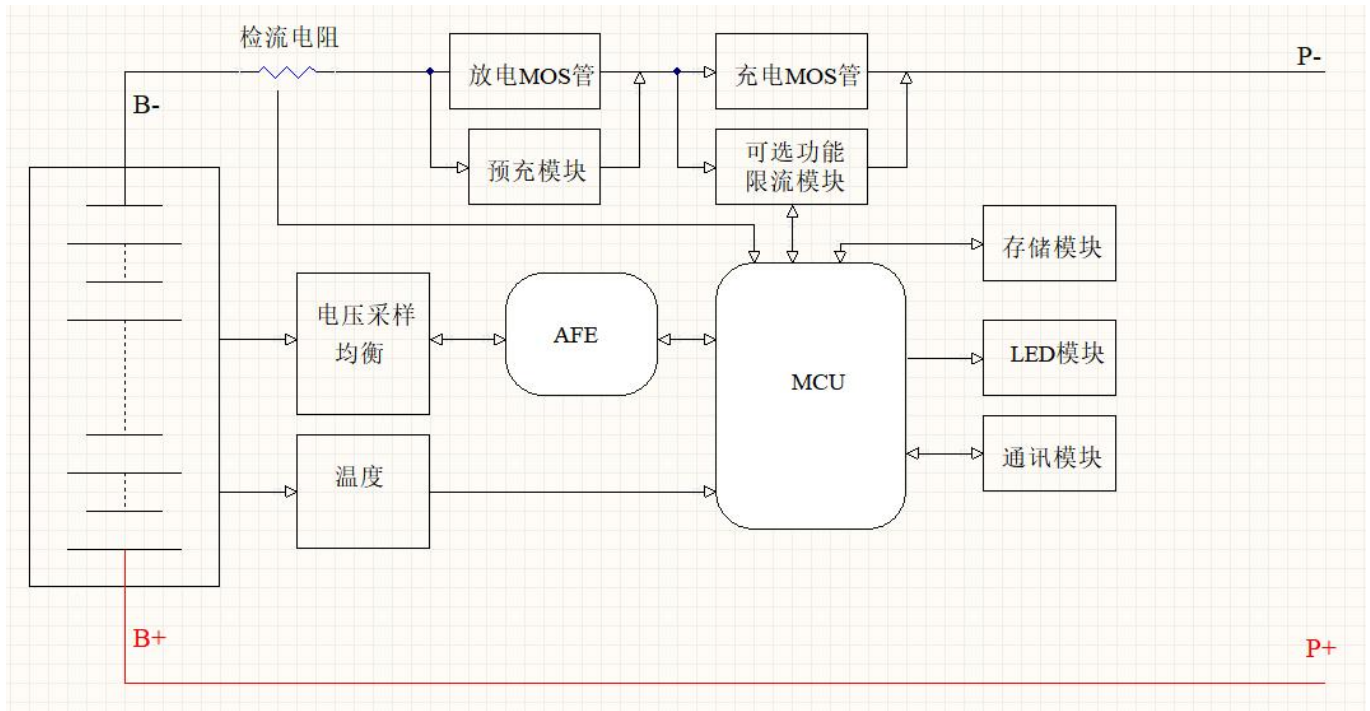 检流电阻
放电MOS管
充电MOS管
P-
B-
预充模块
可选功能
限流模块
存储模块
电压采样
均衡
AFE
MCU
LED模块
温度
通讯模块
B+
P+